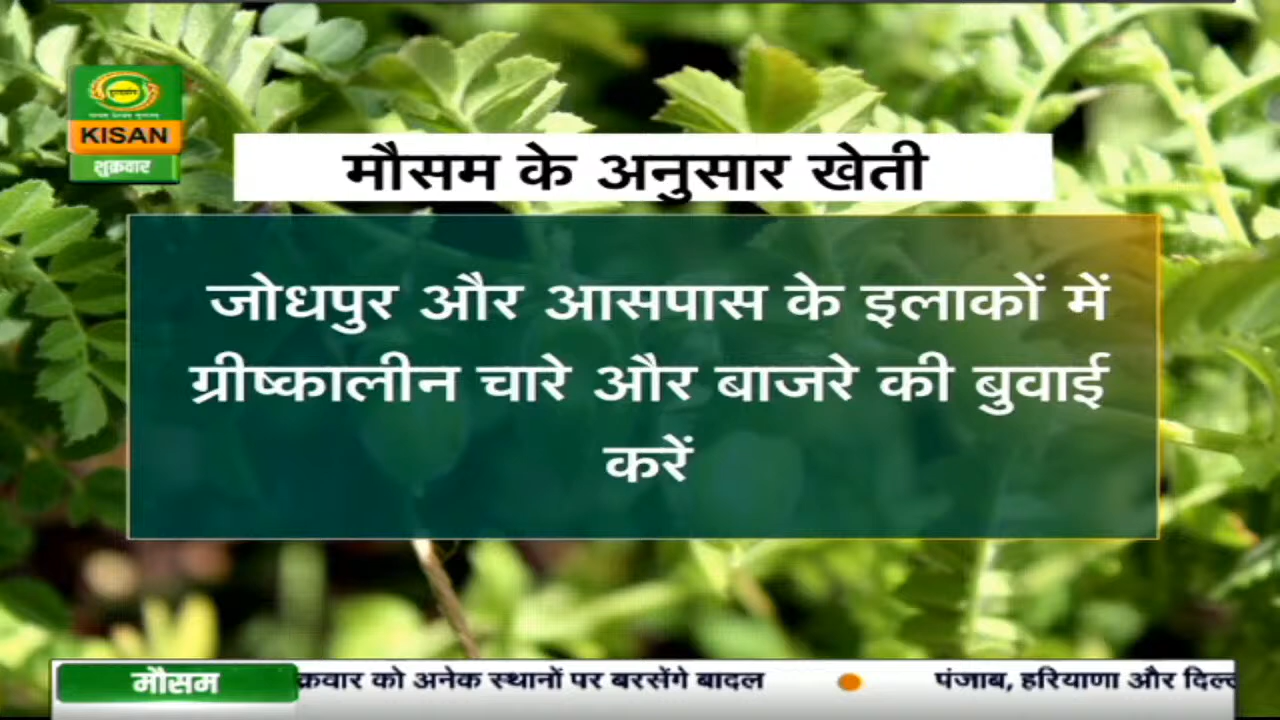 KISAN
शुक्रवार
मौसम के अनुसार खेती
जोधपुर और आसपास के इलाकों में
ग्रीष्कालीन चारे और बाजरे की बुवाई
करें
मौसम
क्रवार को अनेक स्थानों पर बरसेंगे बादल
पंजाब, हरियाणा और